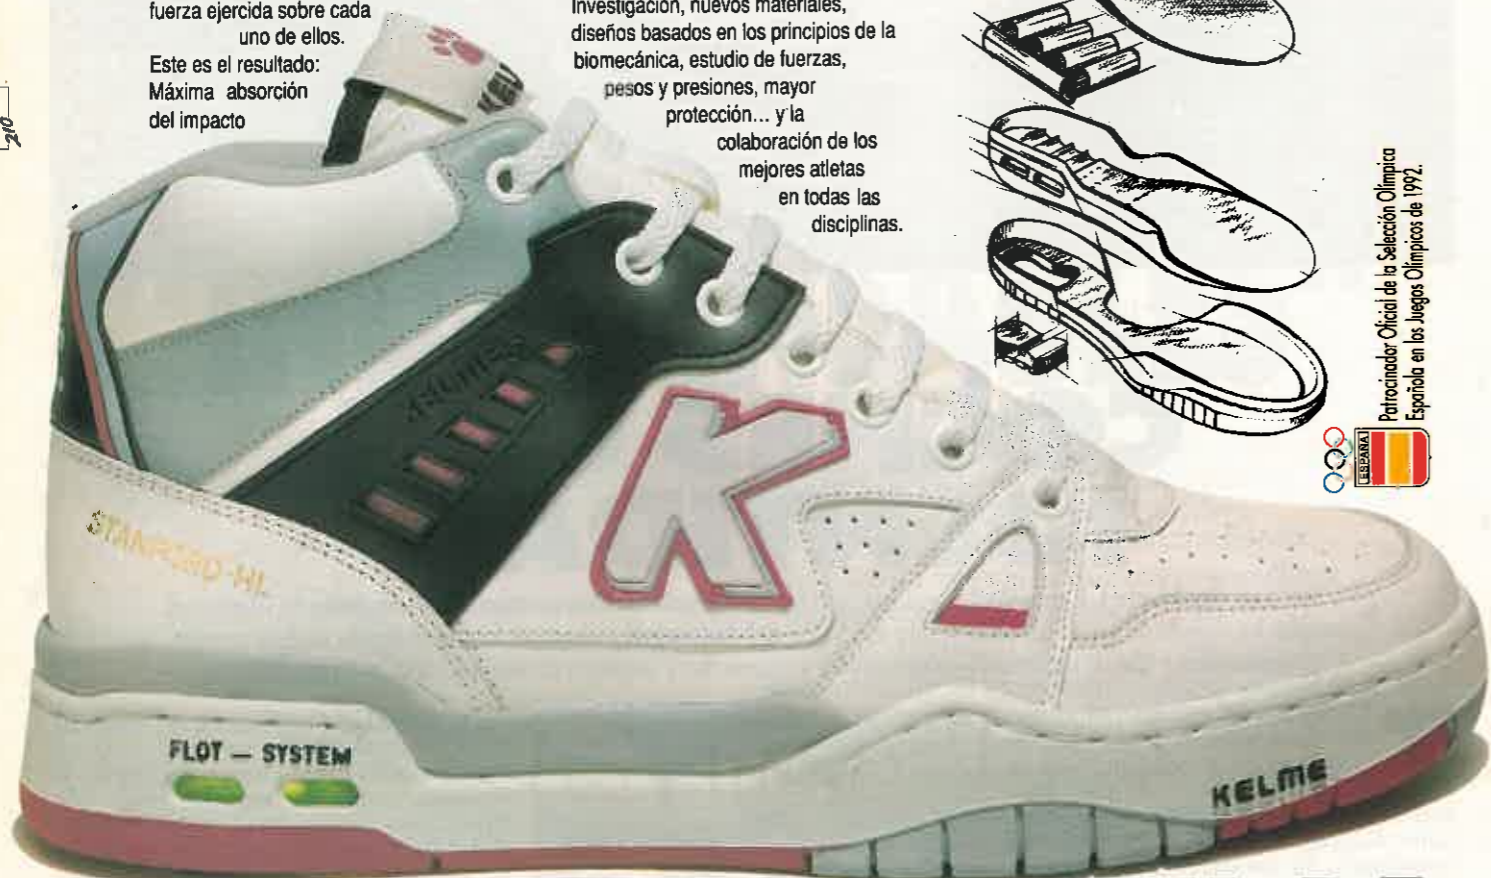 fuerza ejercida sobre cada
uno de ellos.
Este es el resultado:
Máxima absorción
del impacto
Investigación, nuevos materiales,
diseños basados en los principios de la
biomecánica, estudio de fuerzas,
pesos y presiones, mayor
protección... y la
colaboración de los
mejores atletas
en todas las
disciplinas.
Patrocinador Oficial de la Selección Olímpica
Española en los Juegos Olímpicos de 1992.
ESPAÑA
K
STANFORD-HI.
FLOT — SYSTEM
KELME
210